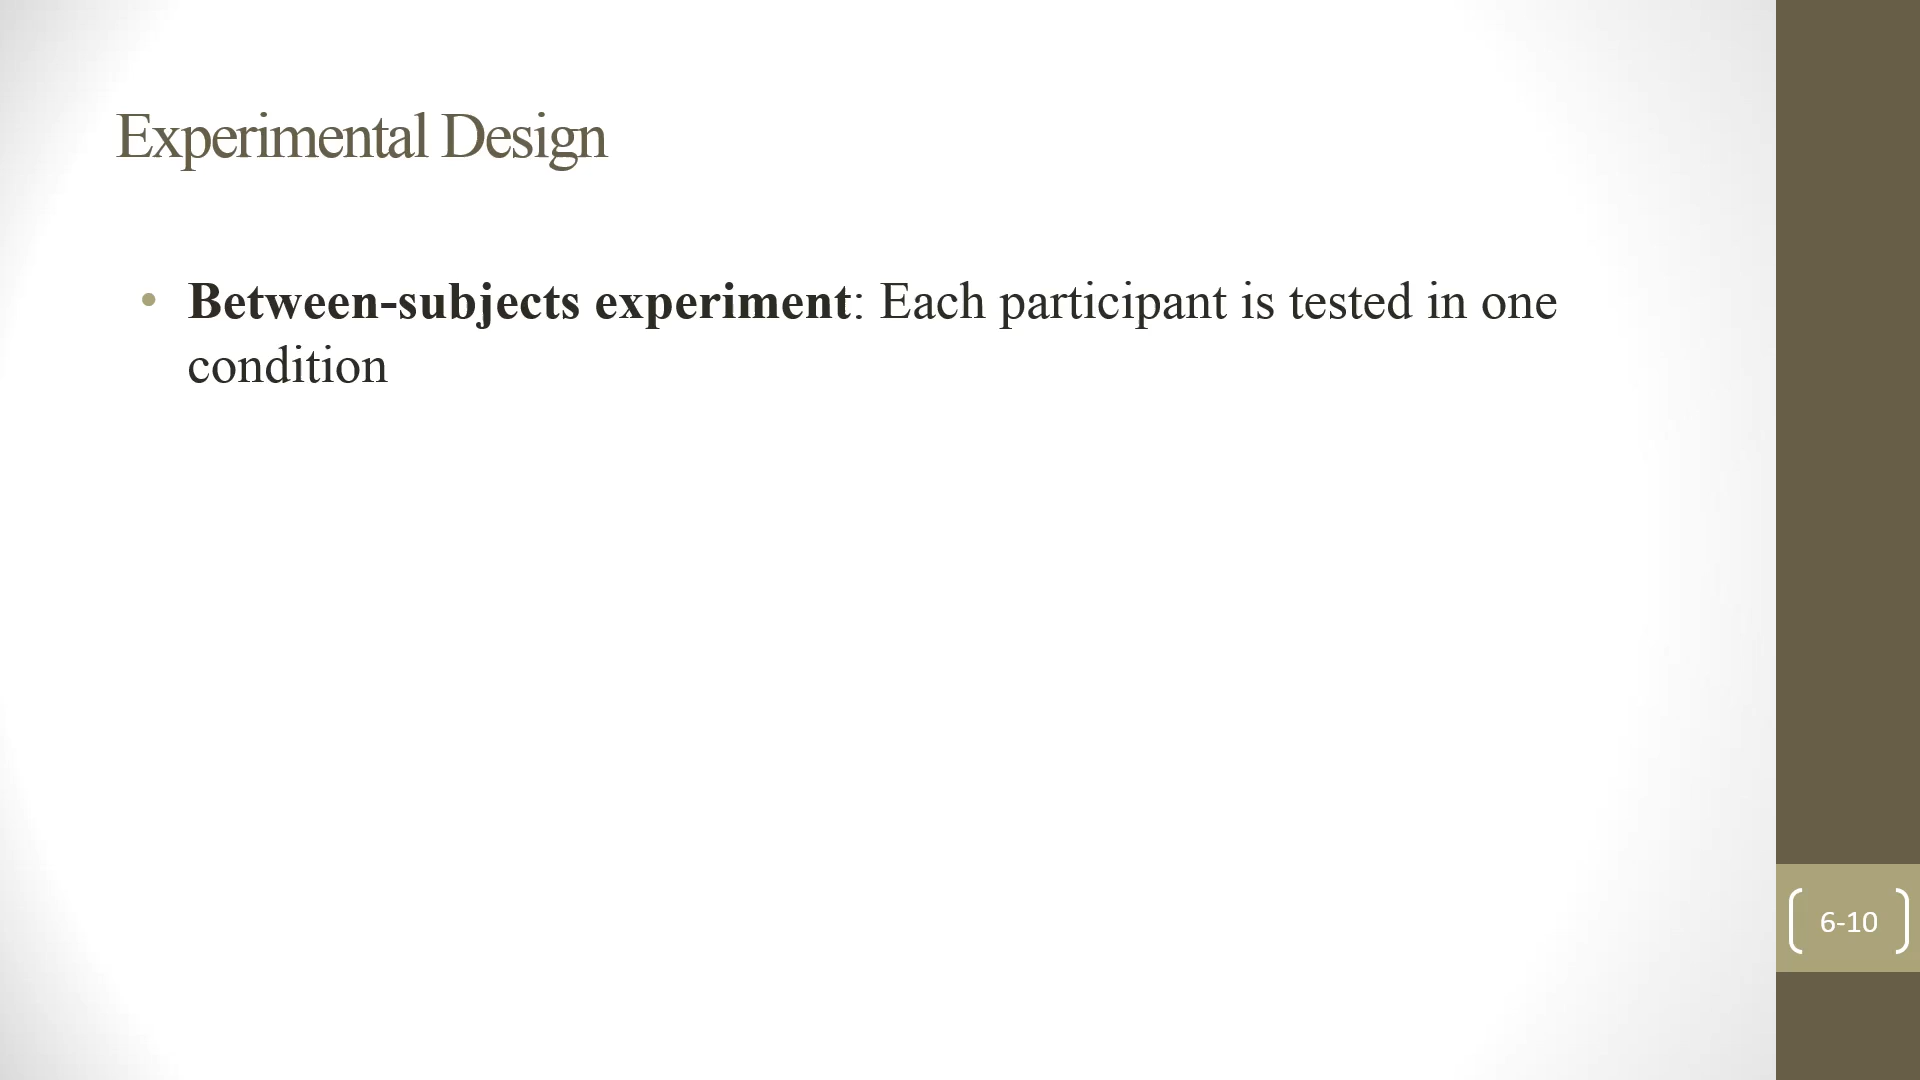 Experimental Design
• Between-subjects experiment: Each participant is tested in one
condition
6-10